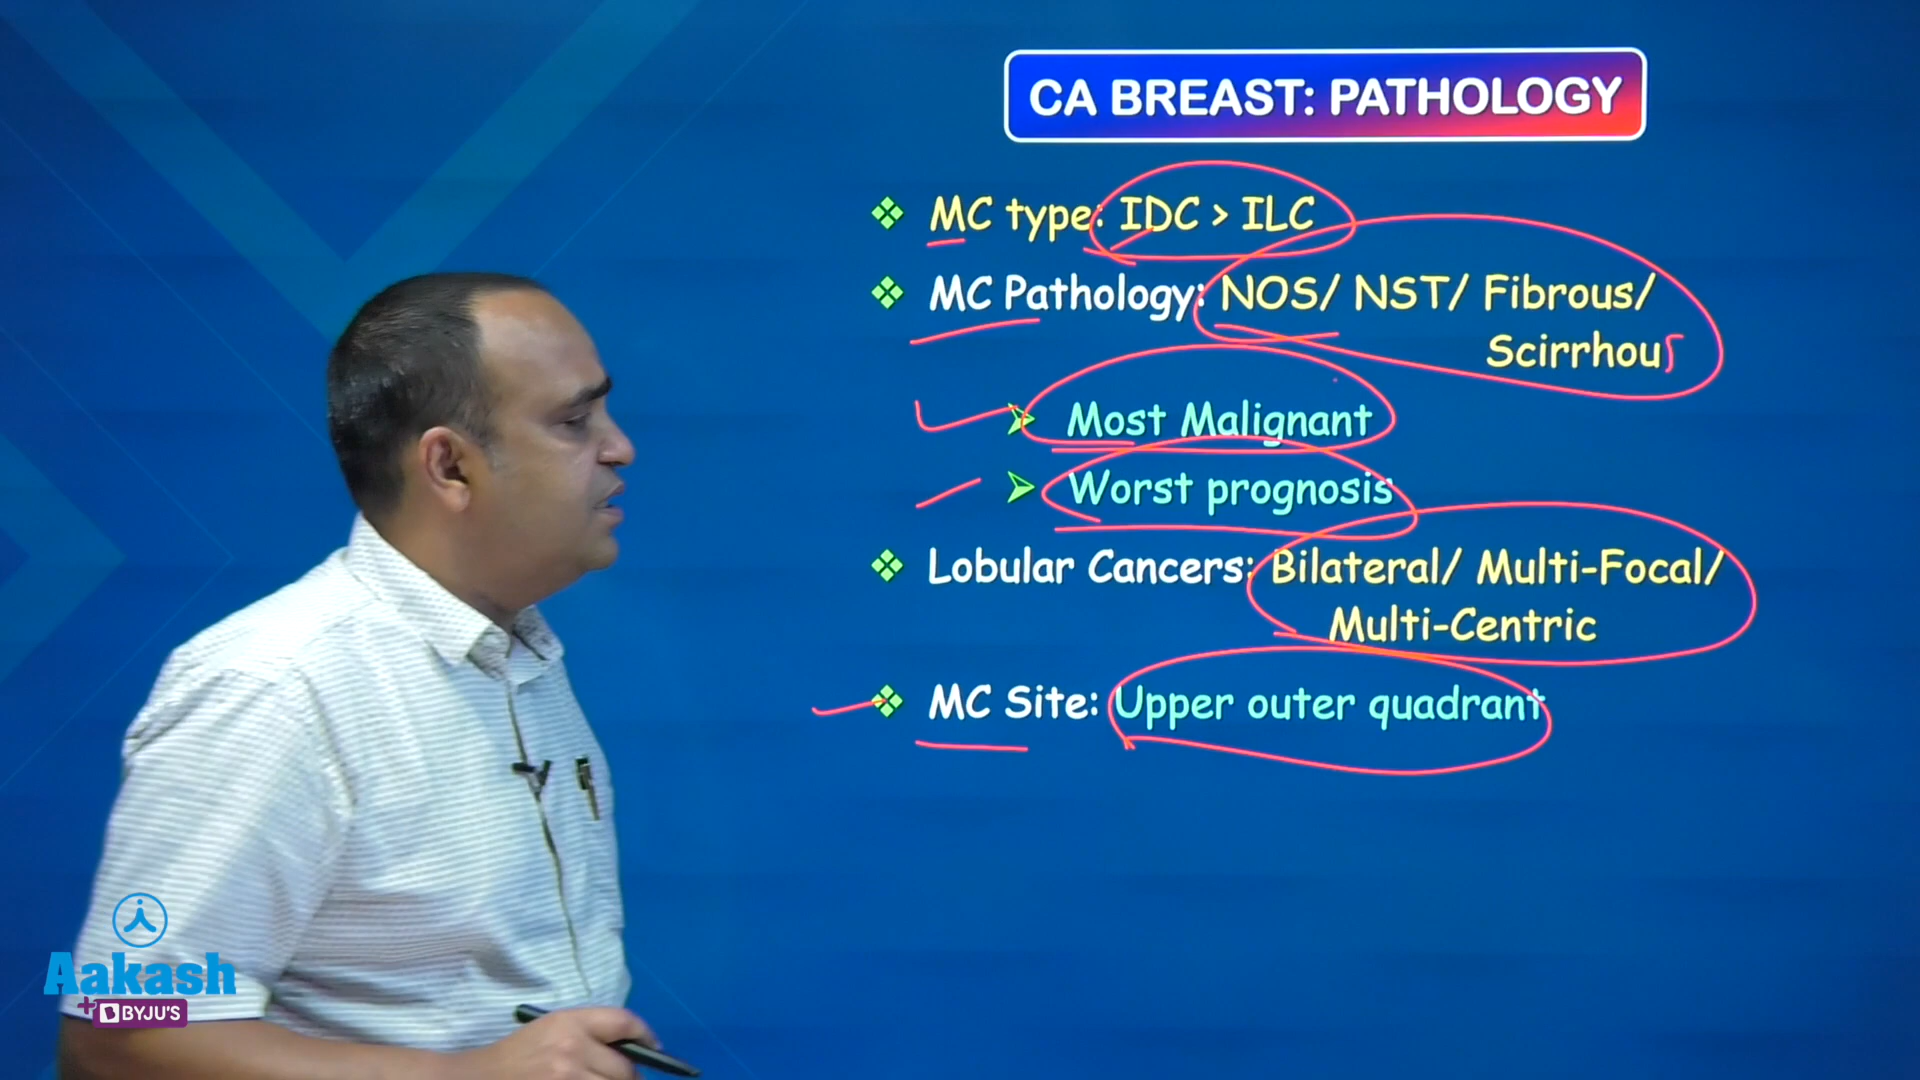 CA BREAST: PATHOLOGY
❖ MC type: IDC > ILC
❖ MC Pathology: NOS/ NST/ Fibrous/
Scirrhous
➢ Most Malignant
➢ Worst prognosis
❖ Lobular Cancers: Bilateral/ Multi-Focal/
Multi-Centric
❖ MC Site: Upper outer quadrant
Aakash
+ BYJU'S